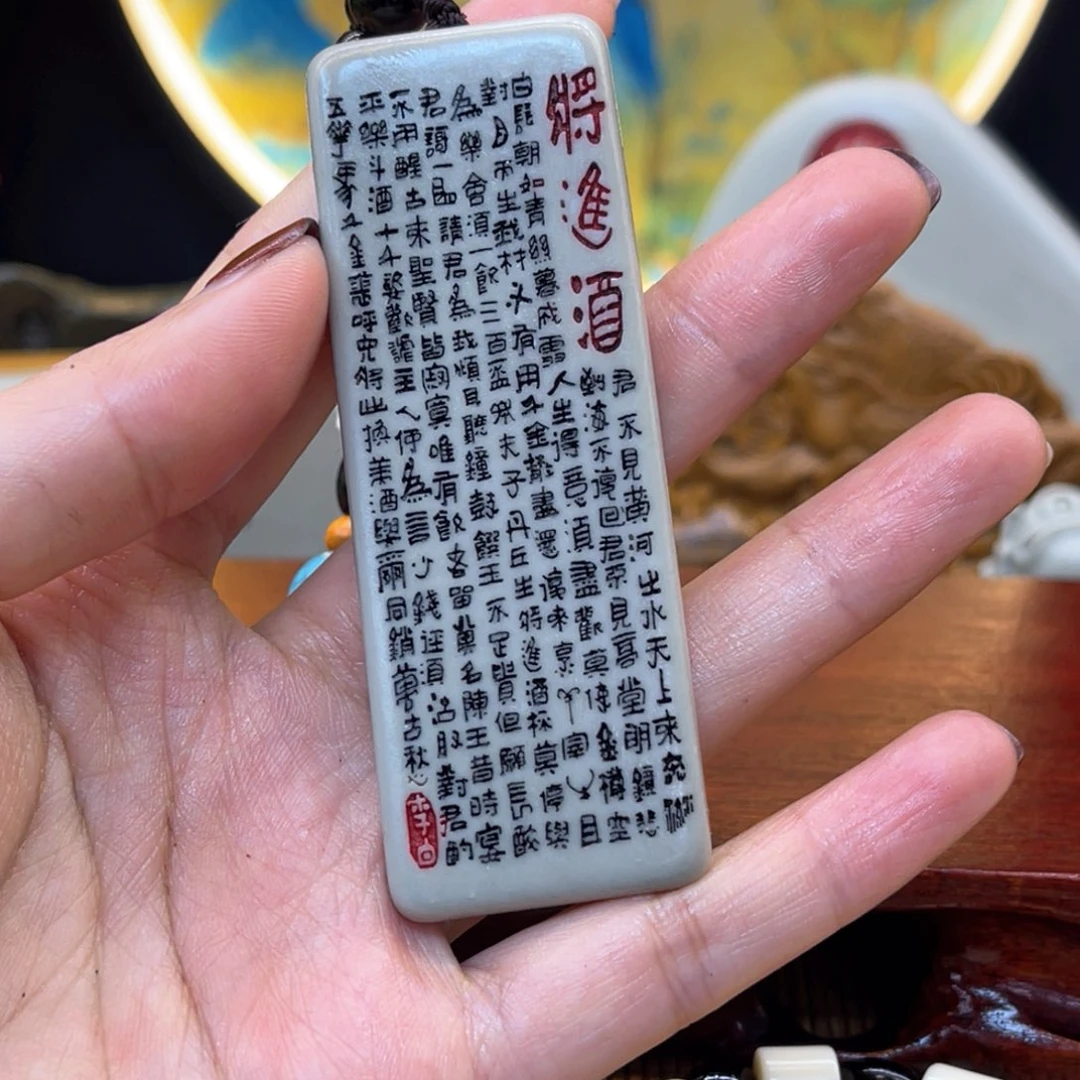 將進酒
君不見黃河之水天上來奔流
到海不復回君不見高堂明鏡悲
白髮朝如青絲暮成雪人生得意須盡歡莫使金樽空
對月天生我材必有用千金散盡還復來烹羊宰牛且
為樂會須一飲三百盃岑夫子丹丘生將進酒杯莫停與
君謌一曲請君為我傾耳聽鐘鼓饌玉不足貴但願長醉
不用醒古來聖賢皆寂寞唯有飲者留其名陳王昔時宴
平樂斗酒十千恣歡謔主人何為言少錢徑須沽取對君酌
五華馬千金裘呼兒將出換美酒與爾同銷萬古愁
李白